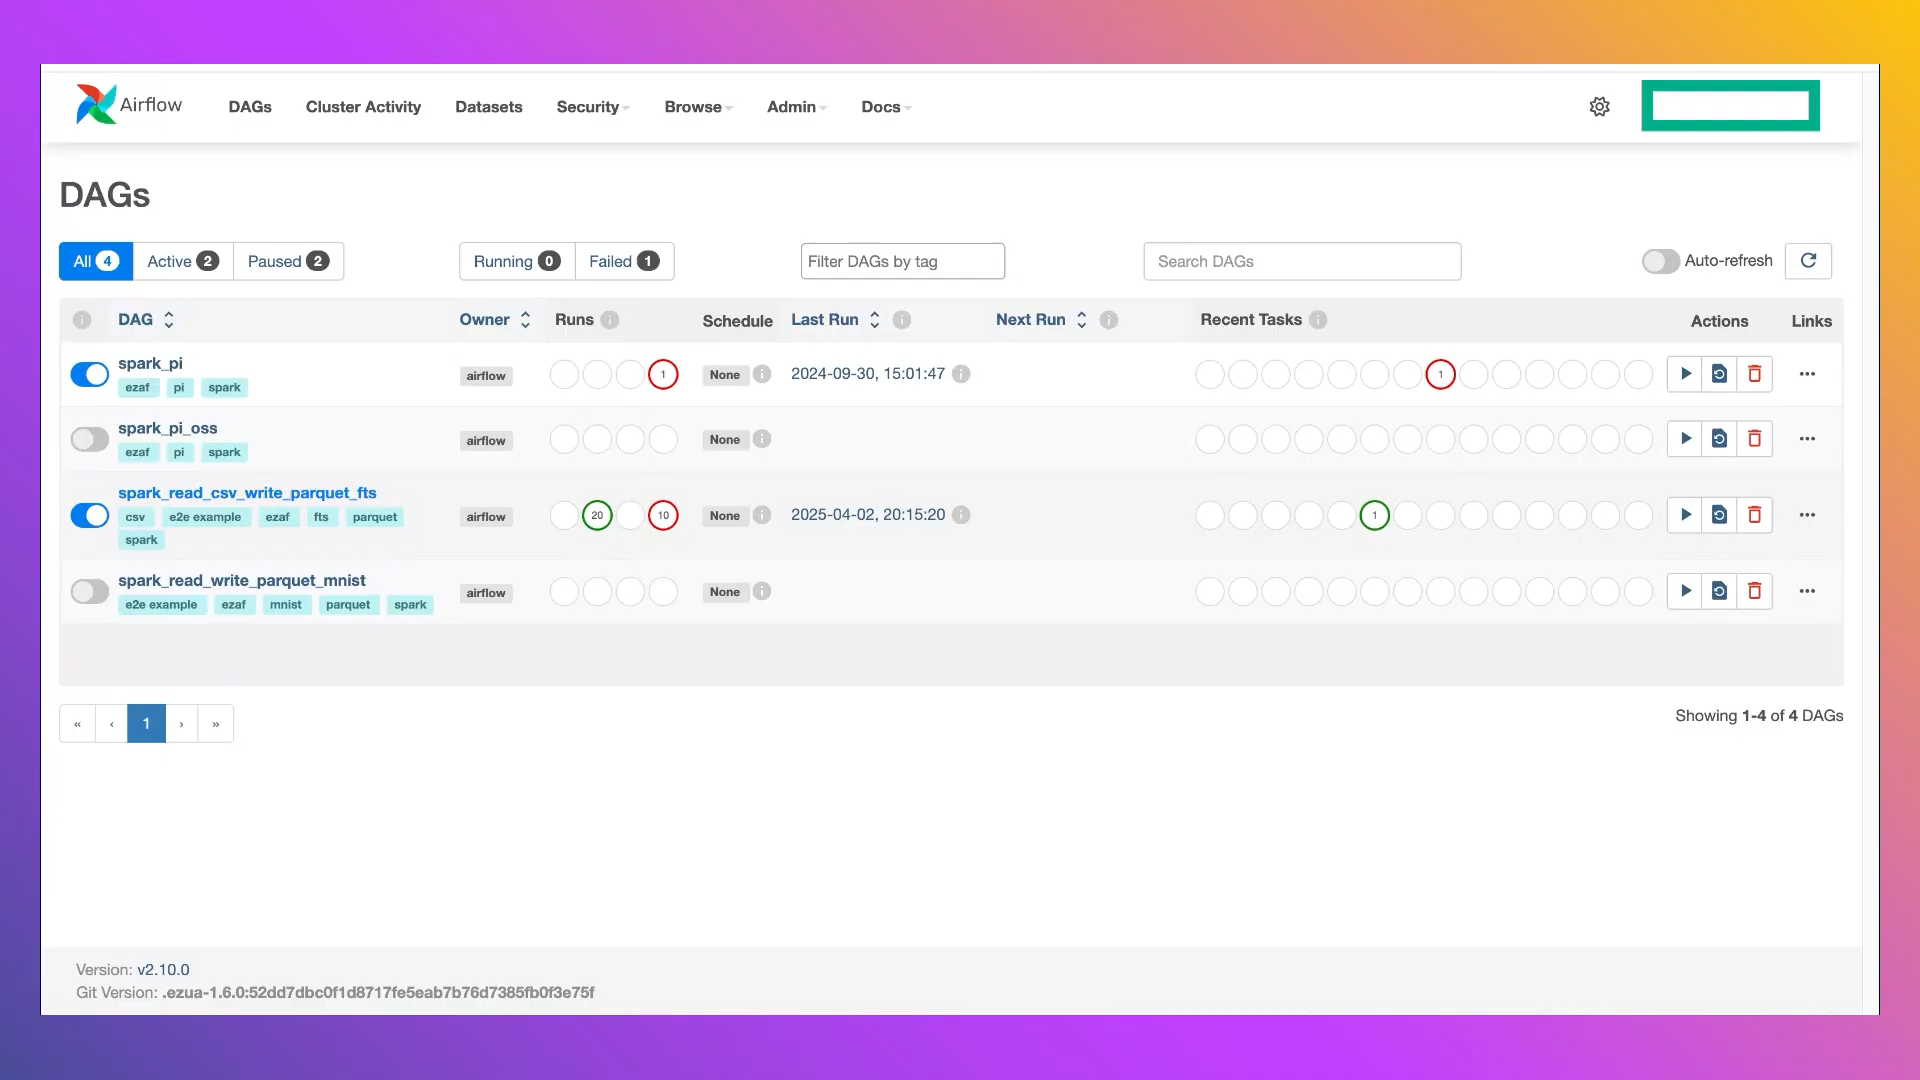 Airflow DAGs Cluster Activity Datasets Security Browse Admin Docs
DAGs
All 4 Active 2 Paused 2 Running 0 Failed 1 Filter DAGs by tag Search DAGs Auto-refresh
DAG Owner Runs Schedule Last Run Next Run Recent Tasks Actions Links
spark_pi
ezaf pi spark
airflow 1 None 2024-09-30, 15:01:47 1
spark_pi_oss
ezaf pi spark
airflow None
spark_read_csv_write_parquet_fts
csv e2e example ezaf fts parquet
spark
airflow 20 10 None 2025-04-02, 20:15:20 1
spark_read_write_parquet_mnist
e2e example ezaf mnist parquet spark
airflow None
« ‹ 1 › »
Showing 1-4 of 4 DAGs
Version: v2.10.0
Git Version: .ezua-1.6.0:52dd7dbc0f1d8717fe5eab7b76d7385fb0f3e75f